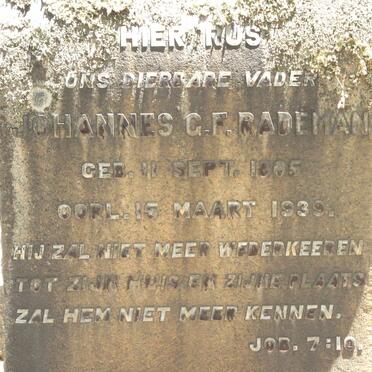 HIER RUS
ONS DIERBARE VADER
JOHANNES G.F. RADEMAN
GEB. 11 SEPT. 1885
OORL. 15 MAART 1939.
HIJ ZAL NIET MEER WEDERKEEREN
TOT ZIJN HUIS EN ZIJNE PLAATS
ZAL HEM NIET MEER KENNEN.
JOB. 7:10.